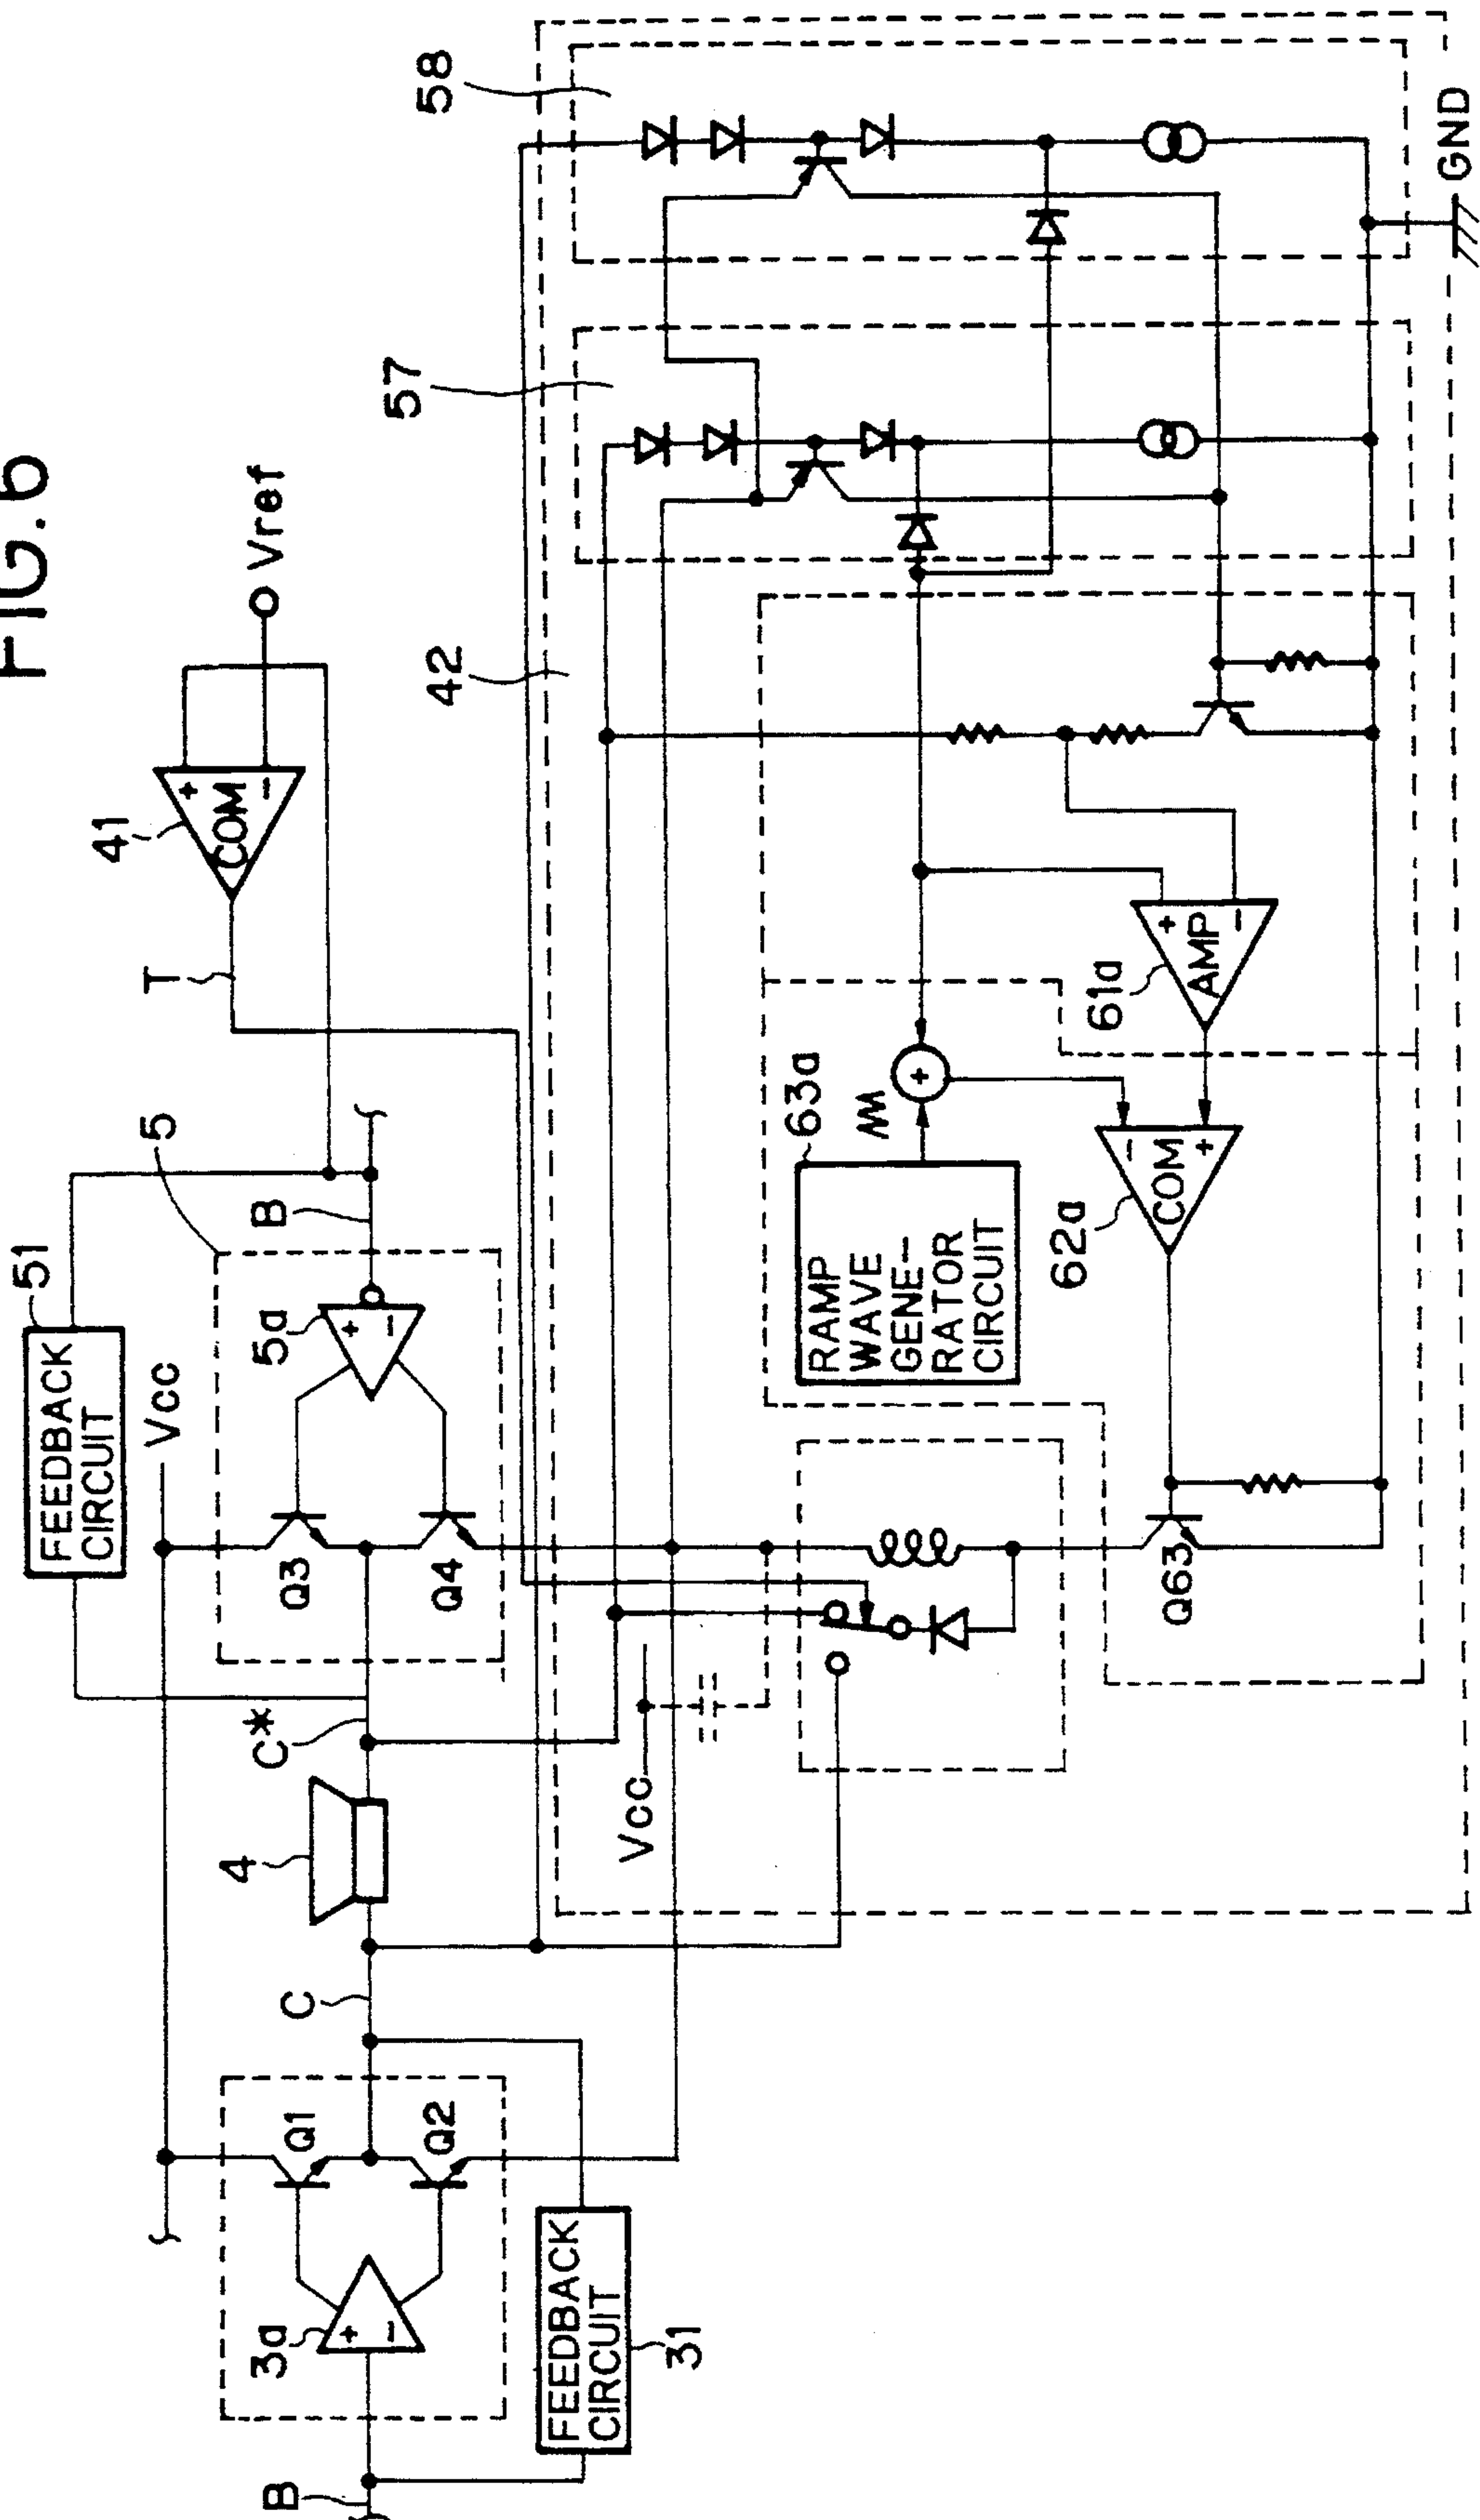 FIG.6
B
3a
+
−
FEEDBACK
CIRCUIT
31
Q1
Q2
C
4
C*
Vcc
FEEDBACK
CIRCUIT
51
Vcc
Q3
Q4
5
5a
+
−
B
T
41
COM
+
−
Vref
42
57
58
Q63
RAMP
WAVE
GENE-
RATOR
CIRCUIT
63a
+
62a
COM
−
+
61a
AMP
+
−
GND